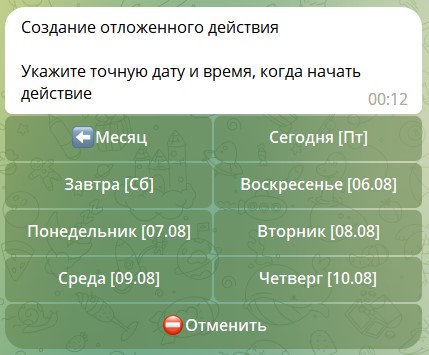 Создание отложенного действия
Укажите точную дату и время, когда начать
действие
00:12
⬅️Месяц
Сегодня [Пт]
Завтра [Сб]
Воскресенье [06.08]
Понедельник [07.08]
Вторник [08.08]
Среда [09.08]
Четверг [10.08]
⛔Отменить